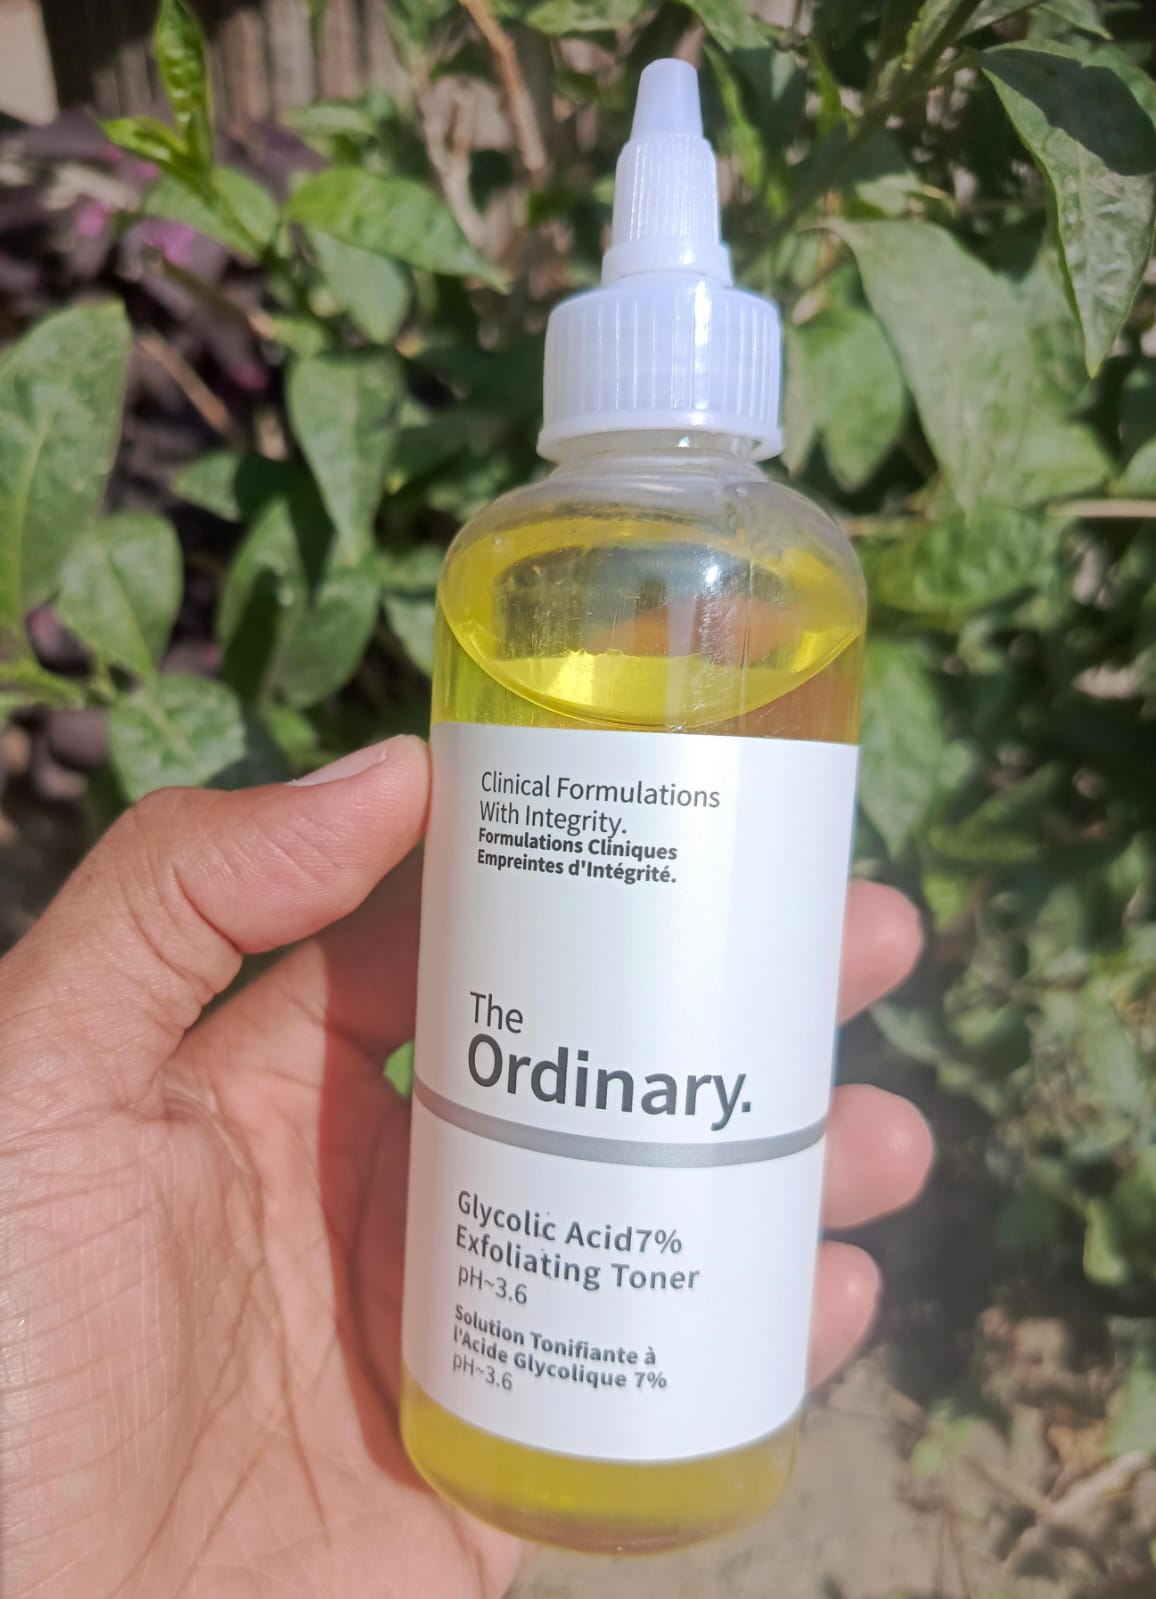 Clinical Formulations
With Integrity.
Formulations Cliniques
Empreintes d'Intégrité.
The
Ordinary.
Glycolic Acid7%
Exfoliating Toner
pH~3.6
Solution Tonifiante à
l'Acide Glycolique 7%
pH~3.6